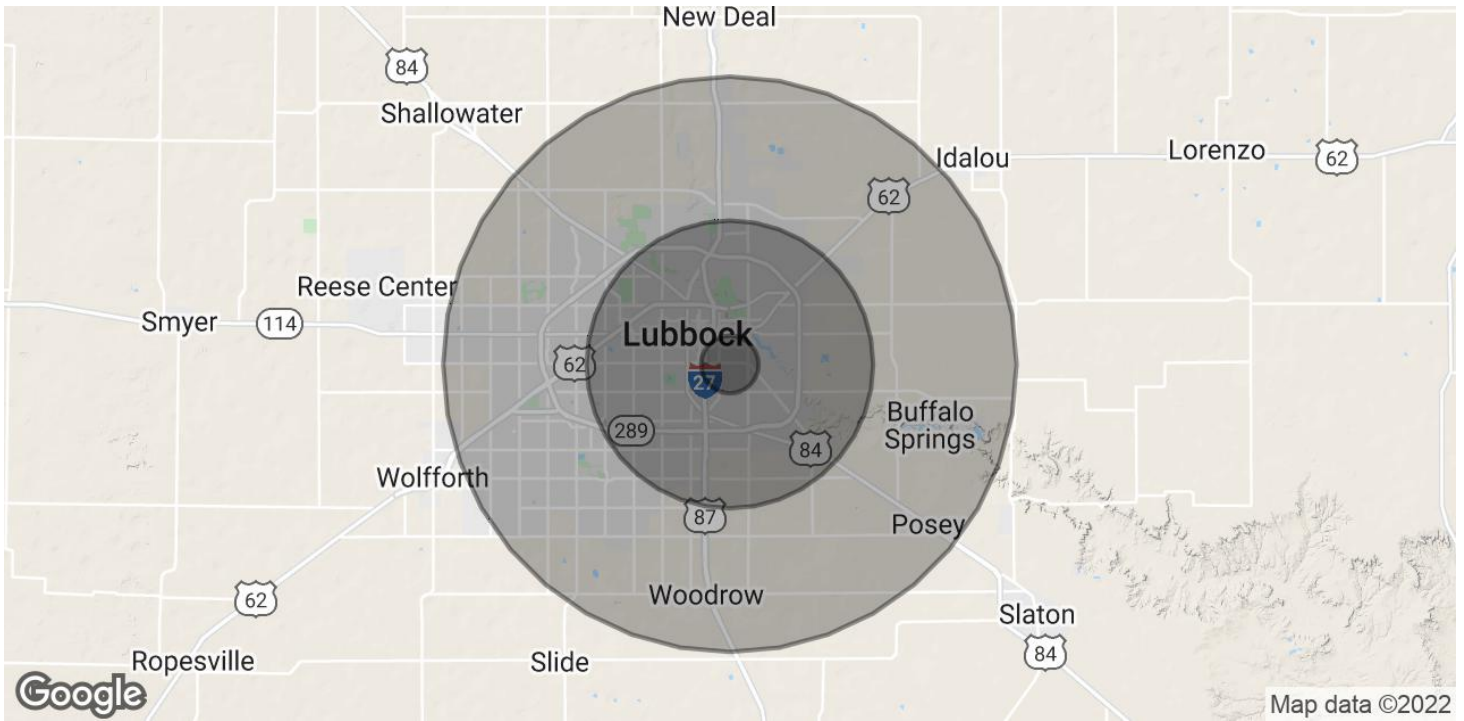 New Deal
84
Shallowater
Idalou
Lorenzo
62
62
Reese Center
Smyer
114
Lubbock
62
27
289
Buffalo
Springs
84
Wolfforth
87
Posey
62
Woodrow
Slaton
84
Ropesville
Slide
Google
Map data ©2022